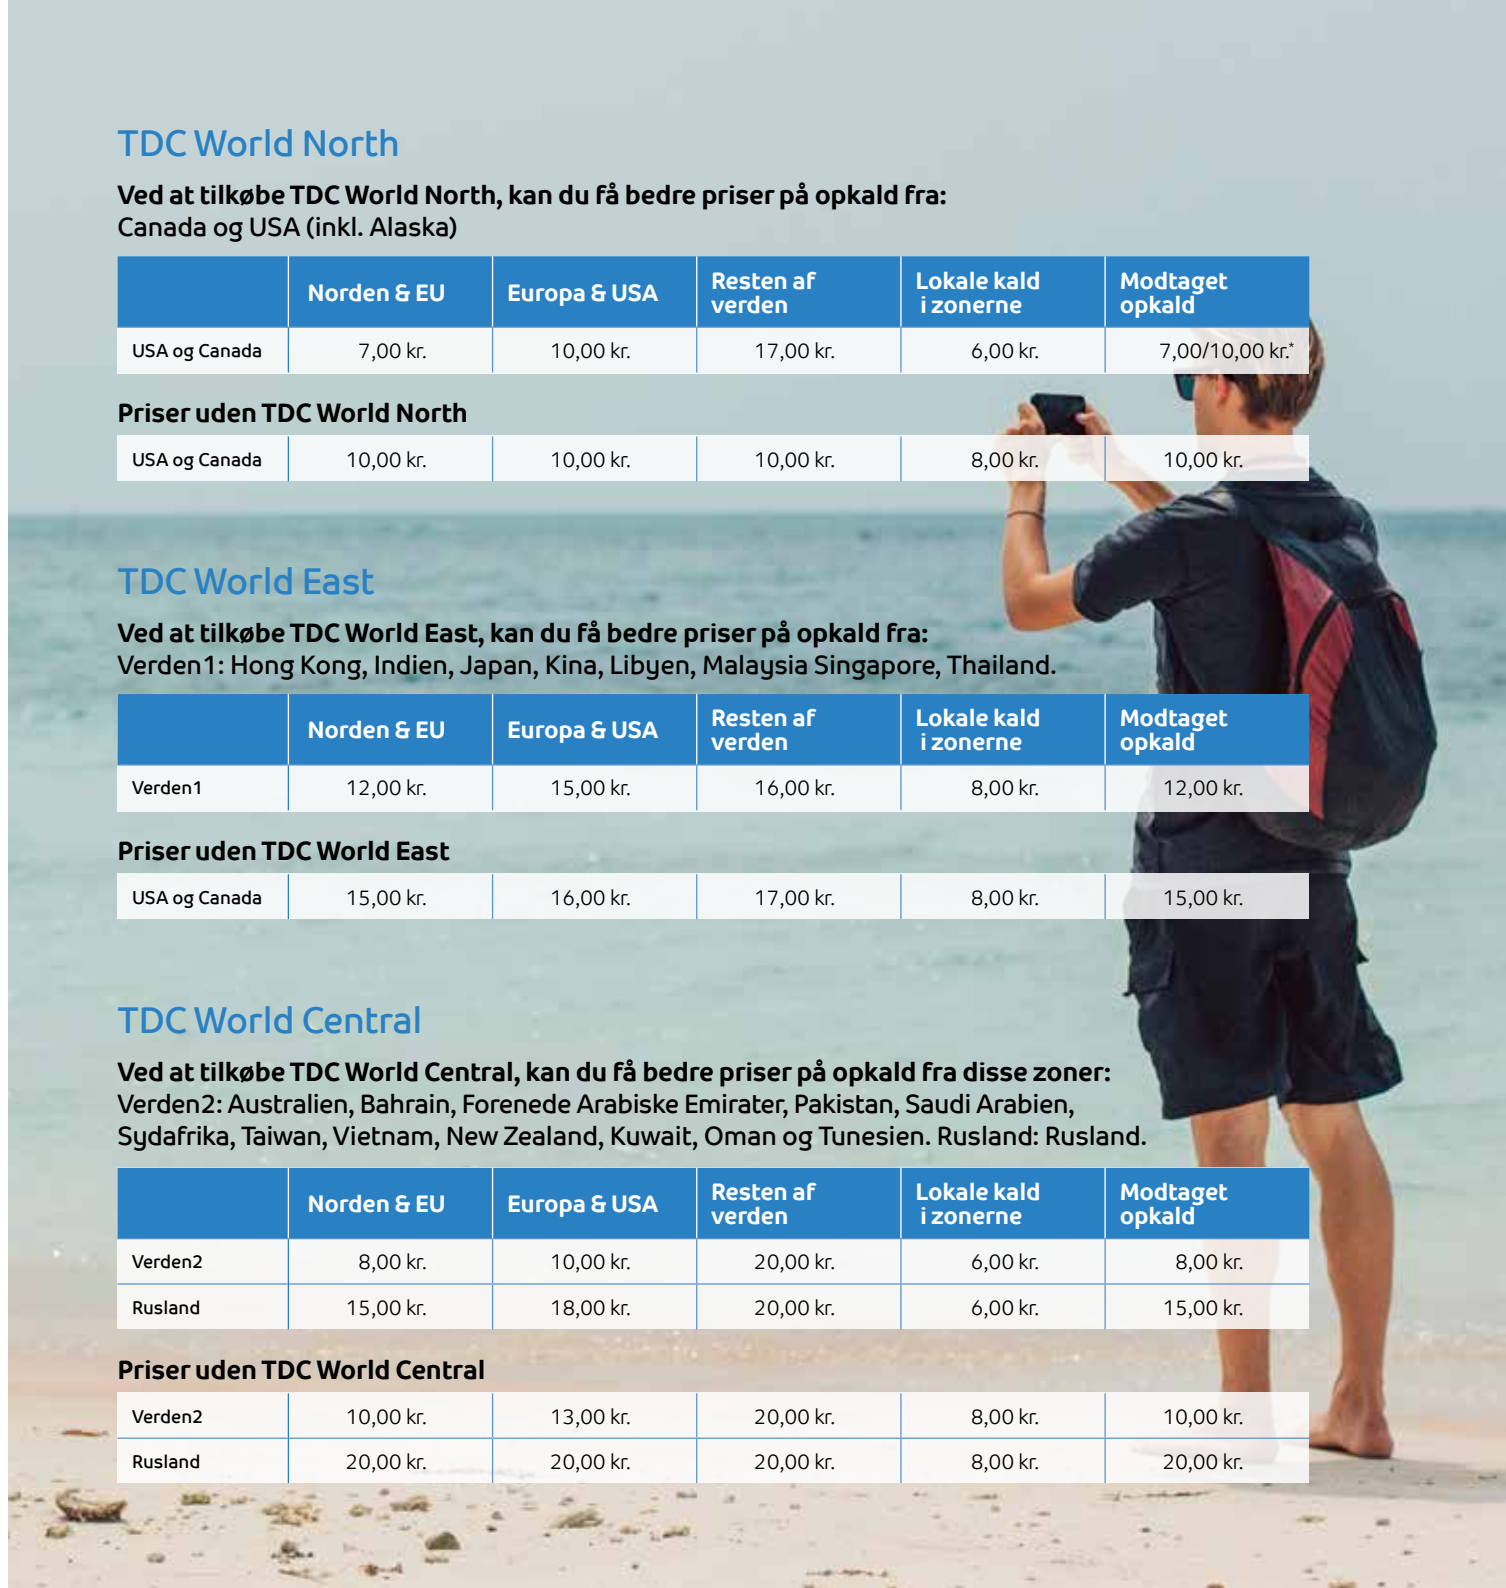 TDC World North
Ved at tilkøbe TDC World North, kan du få bedre priser på opkald fra:
Canada og USA (inkl. Alaska)
Norden & EU Europa & USA Resten af verden Lokale kald i zonerne Modtaget opkald
USA og Canada 7,00 kr. 10,00 kr. 17,00 kr. 6,00 kr. 7,00/10,00 kr.*
Priser uden TDC World North
USA og Canada 10,00 kr. 10,00 kr. 10,00 kr. 8,00 kr. 10,00 kr.
TDC World East
Ved at tilkøbe TDC World East, kan du få bedre priser på opkald fra:
Verden1: Hong Kong, Indien, Japan, Kina, Libyen, Malaysia Singapore, Thailand.
Norden & EU Europa & USA Resten af verden Lokale kald i zonerne Modtaget opkald
Verden1 12,00 kr. 15,00 kr. 16,00 kr. 8,00 kr. 12,00 kr.
Priser uden TDC World East
USA og Canada 15,00 kr. 16,00 kr. 17,00 kr. 8,00 kr. 15,00 kr.
TDC World Central
Ved at tilkøbe TDC World Central, kan du få bedre priser på opkald fra disse zoner:
Verden2: Australien, Bahrain, Forenede Arabiske Emirater, Pakistan, Saudi Arabien,
Sydafrika, Taiwan, Vietnam, New Zealand, Kuwait, Oman og Tunesien. Rusland: Rusland.
Norden & EU Europa & USA Resten af verden Lokale kald i zonerne Modtaget opkald
Verden2 8,00 kr. 10,00 kr. 20,00 kr. 6,00 kr. 8,00 kr.
Rusland 15,00 kr. 18,00 kr. 20,00 kr. 6,00 kr. 15,00 kr.
Priser uden TDC World Central
Verden2 10,00 kr. 13,00 kr. 20,00 kr. 8,00 kr. 10,00 kr.
Rusland 20,00 kr. 20,00 kr. 20,00 kr. 8,00 kr. 20,00 kr.